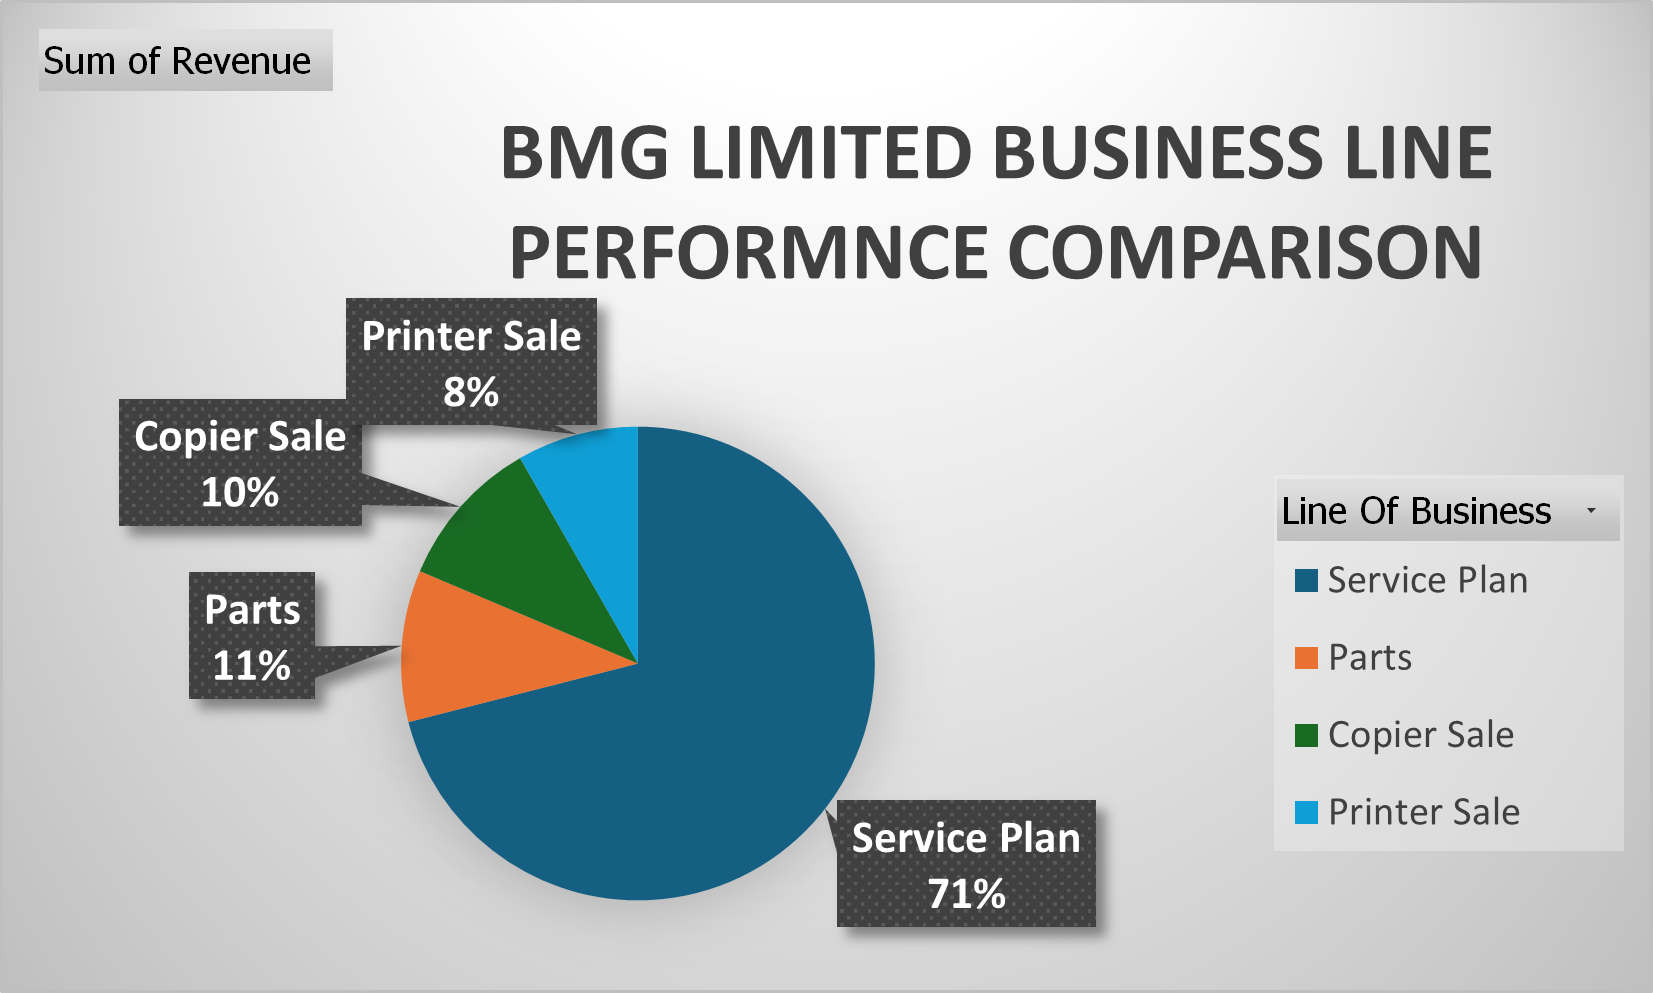 Sum of Revenue
BMG LIMITED BUSINESS LINE
PERFORMNCE COMPARISON
Printer Sale
8%
Copier Sale
10%
Parts
11%
Service Plan
71%
Line Of Business
Service Plan
Parts
Copier Sale
Printer Sale